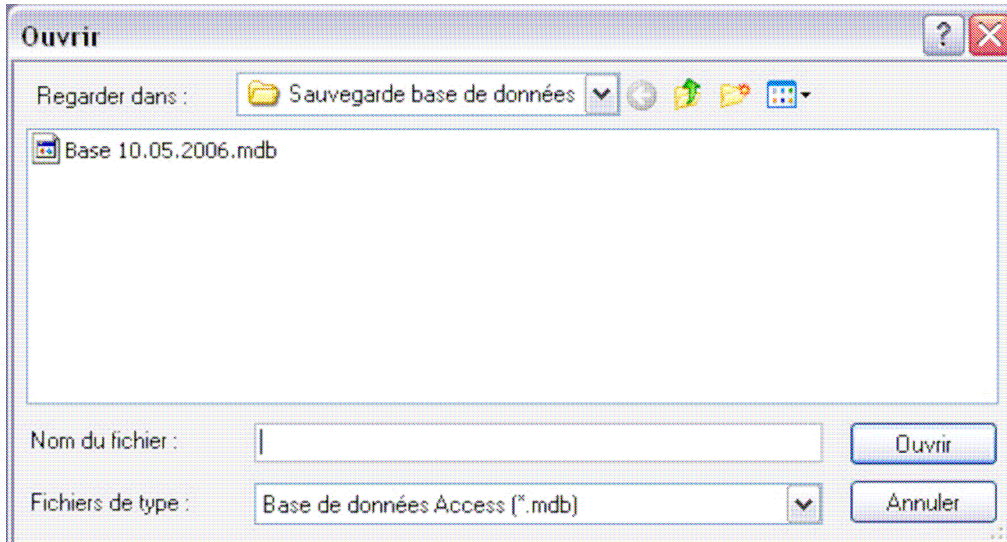 Ouvrir
Regarder dans : Sauvegarde base de données
Base 10.05.2006.mdb
Nom du fichier : Ouvrir
Fichiers de type : Base de données Access (*.mdb) Annuler